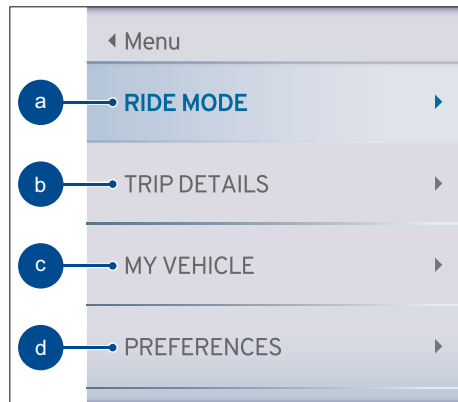 Menu
a RIDE MODE
b TRIP DETAILS
c MY VEHICLE
d PREFERENCES